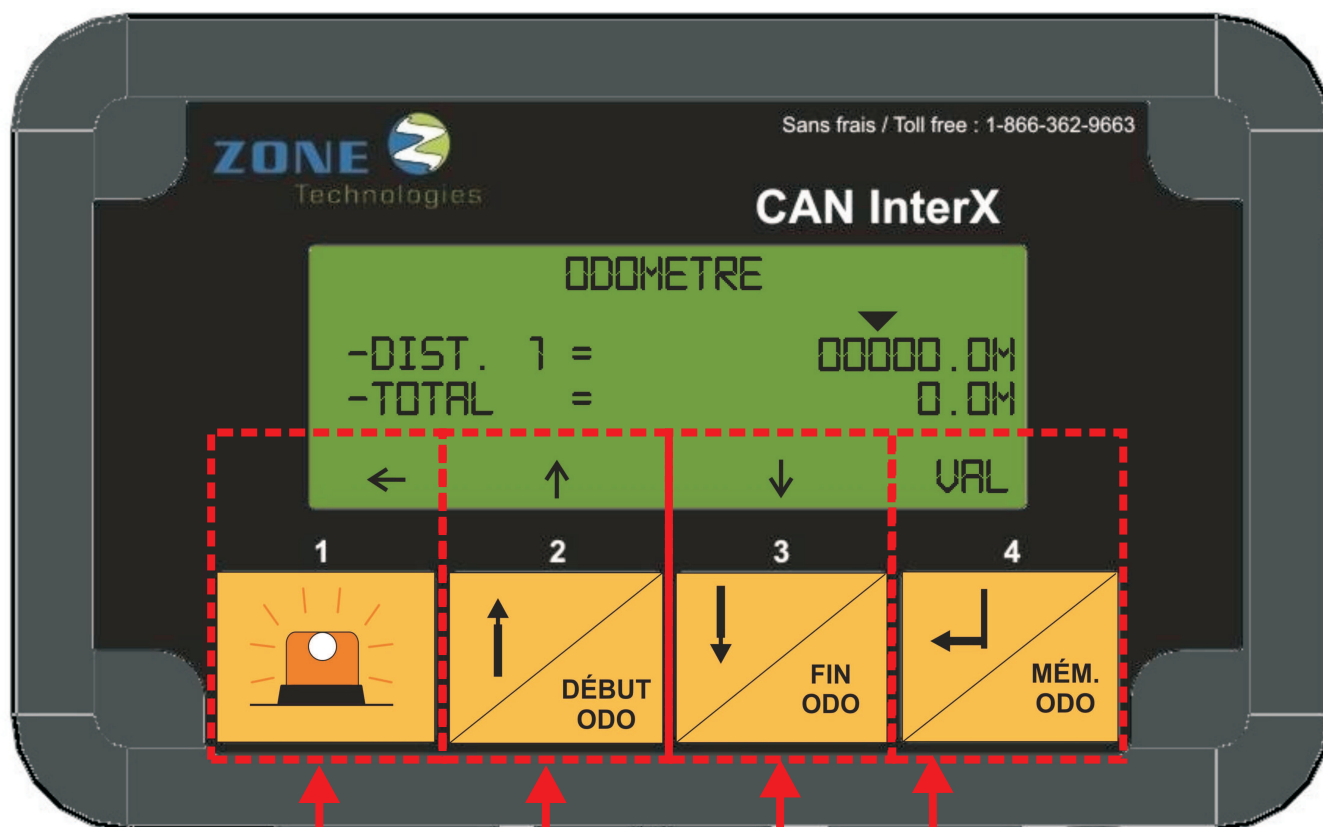 Sans frais / Toll free : 1-866-362-9663
ZONE
Technologies
CAN InterX
ODOMETRE
-DIST. 1 = 00000.0M
-TOTAL = 0.0M
← ↑ ↓ VAL
1 2 3 4
DÉBUT
ODO
FIN
ODO
MÉM.
ODO